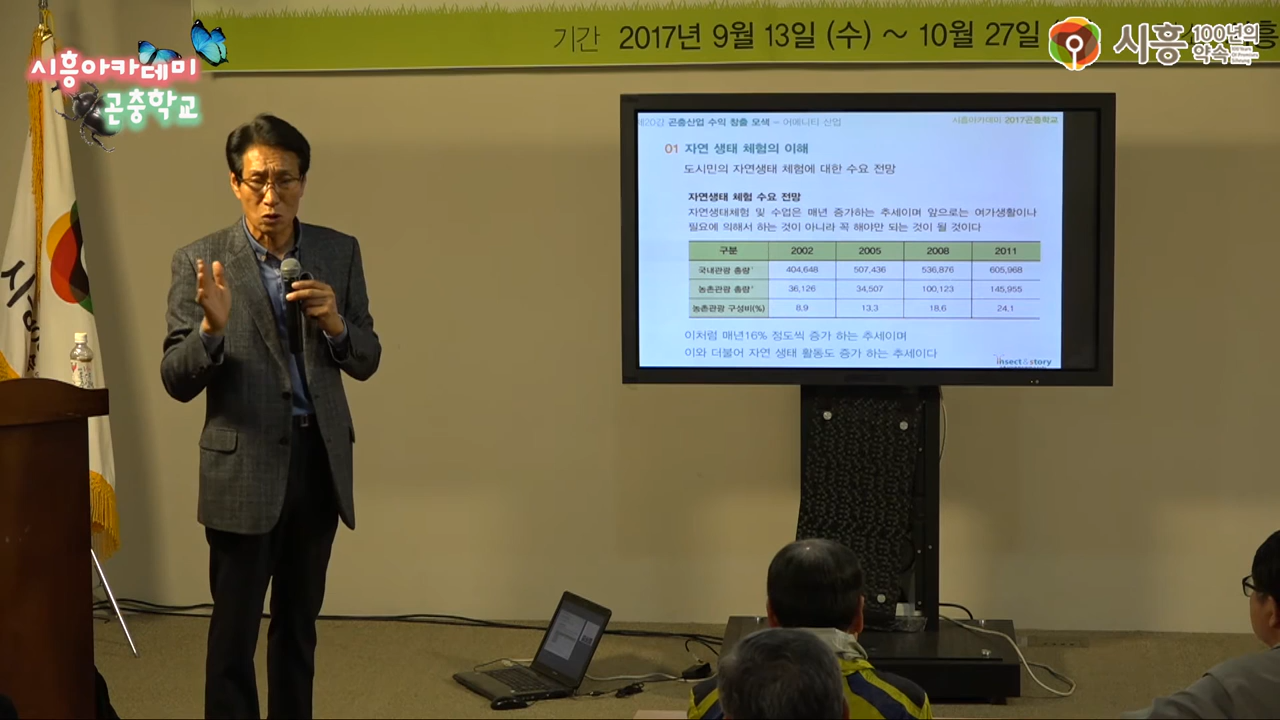 기간 2017년 9월 13일 (수) ~ 10월 27일
시흥
100년의
약속
시흥아카데미
곤충학교
제20강 곤충산업 수익 창출 모색 – 어메니티 산업
시흥아카데미 2017곤충학교
01 자연 생태 체험의 이해
도시민의 자연생태 체험에 대한 수요 전망
자연생태 체험 수요 전망
자연생태체험 및 수업은 매년 증가하는 추세이며 앞으로는 여가생활이나
필요에 의해서 하는 것이 아니라 꼭 해야만 되는 것이 될 것이다
구분 2002 2005 2008 2011
국내관광 총량 404,648 507,436 536,876 605,968
농촌관광 총량 36,126 34,507 100,123 145,955
농촌관광 구성비(%) 8.9 13.3 18.6 24.1
이처럼 매년16% 정도씩 증가 하는 추세이며
이와 더불어 자연 생태 활동도 증가 하는 추세이다
insect&story